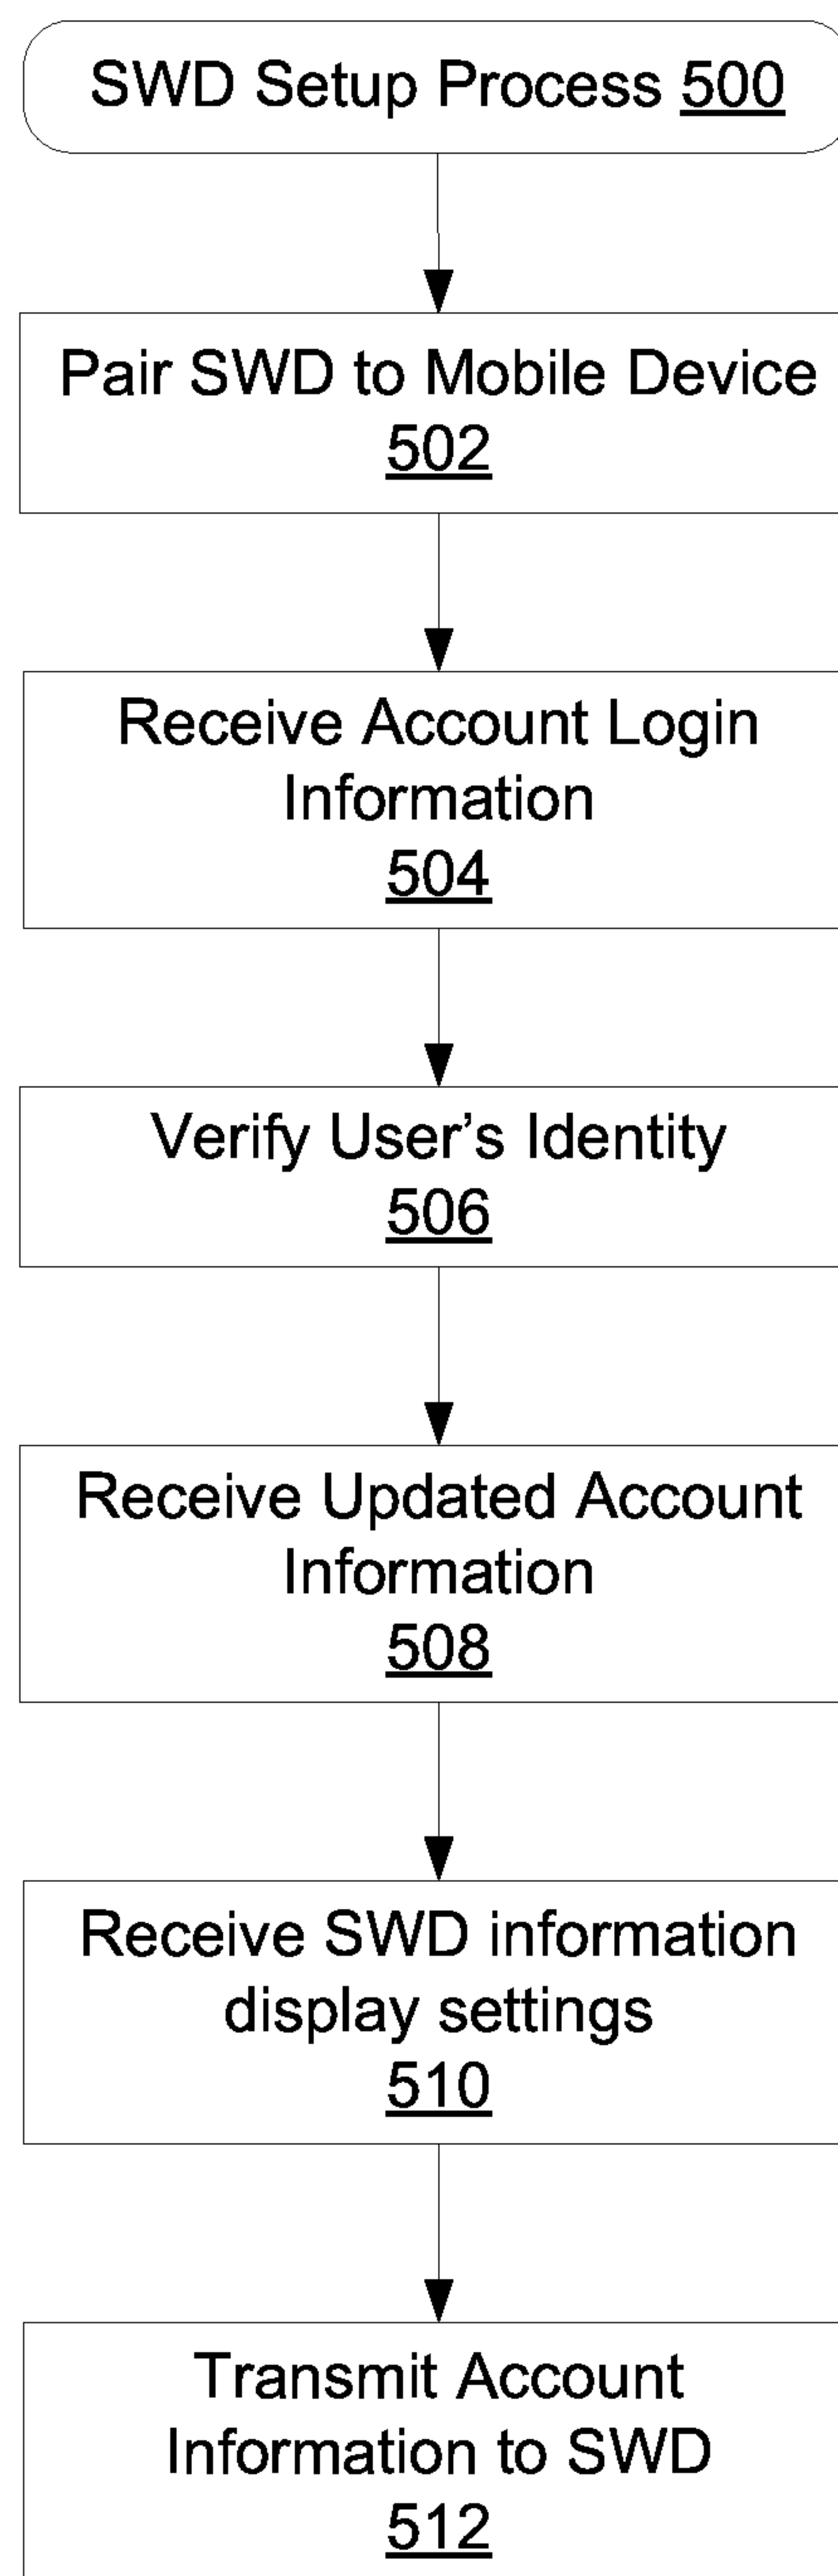 SWD Setup Process 500
Pair SWD to Mobile Device
502
Receive Account Login
Information
504
Verify User’s Identity
506
Receive Updated Account
Information
508
Receive SWD information
display settings
510
Transmit Account
Information to SWD
512